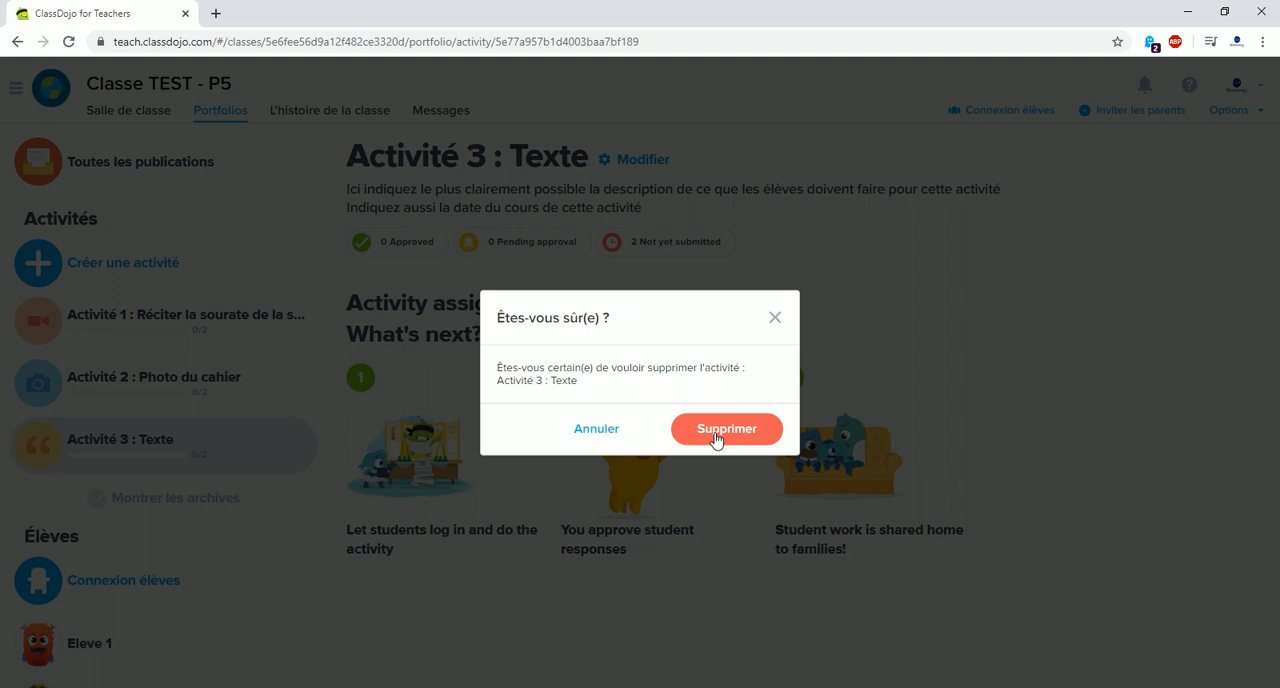 ClassDojo for Teachers
teach.classdojo.com/#/classes/5e6fee56d9a12f482ce3320d/portfolio/activity/5e77a957b1d4003baa7bf189
2
ABP
Classe TEST - P5
Salle de classe Portfolios L'histoire de la classe Messages
Connexion élèves Inviter les parents Options
Toutes les publications
Activités
Créer une activité
Activité 1 : Réciter la sourate de la s...
0/2
Activité 2 : Photo du cahier
0/2
Activité 3 : Texte
0/2
Montrer les archives
Élèves
Connexion élèves
Eleve 1
Activité 3 : Texte Modifier
Ici indiquez le plus clairement possible la description de ce que les élèves doivent faire pour cette activité
Indiquez aussi la date du cours de cette activité
0 Approved 0 Pending approval 2 Not yet submitted
Activity assi
What's next?
1
Let students log in and do the
activity
You approve student
responses
Student work is shared home
to families!
Êtes-vous sûr(e) ?
Êtes-vous certain(e) de vouloir supprimer l'activité :
Activité 3 : Texte
Annuler Supprimer